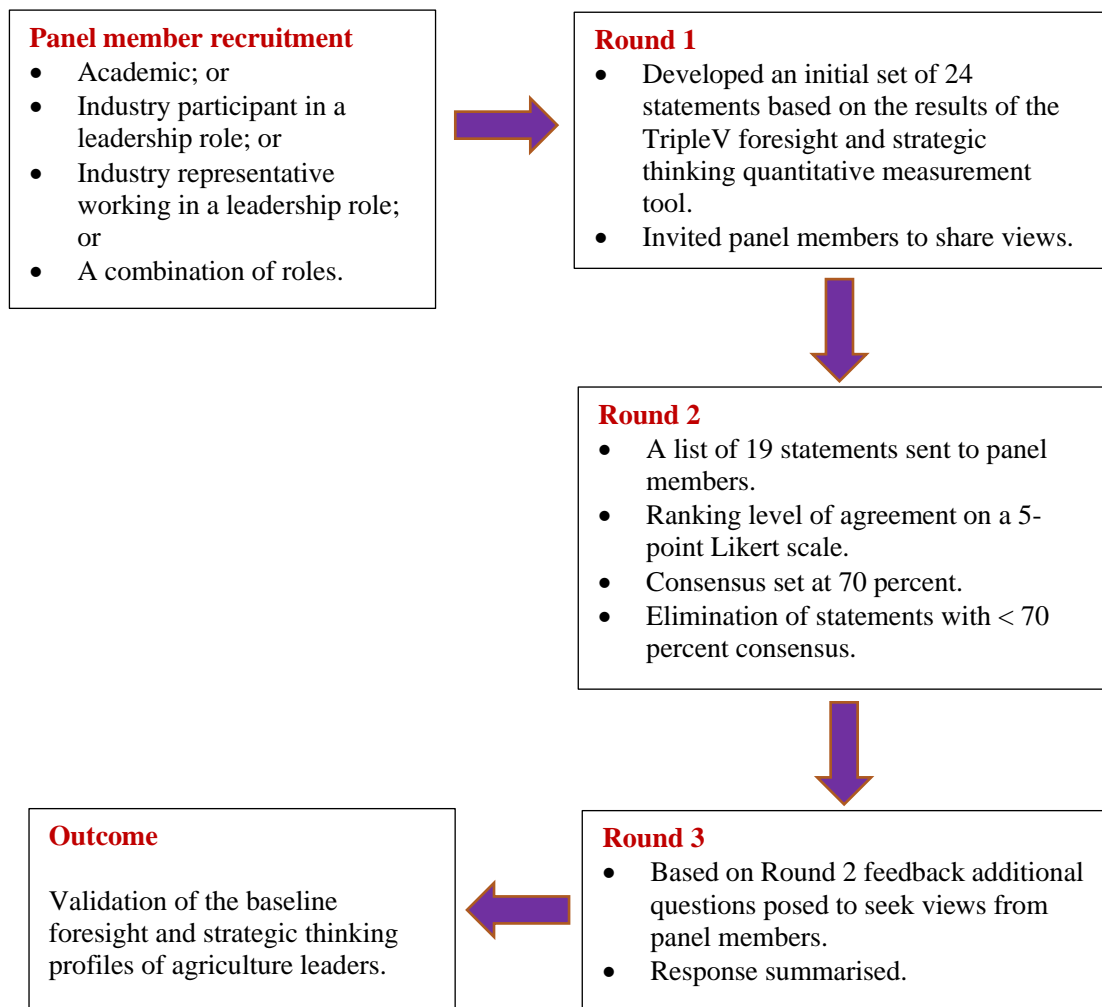 Panel member recruitment
• Academic; or
• Industry participant in a
leadership role; or
• Industry representative
working in a leadership role;
or
• A combination of roles.
Round 1
• Developed an initial set of 24
statements based on the results of the
TripleV foresight and strategic
thinking quantitative measurement
tool.
• Invited panel members to share views.
Round 2
• A list of 19 statements sent to panel
members.
• Ranking level of agreement on a 5-
point Likert scale.
• Consensus set at 70 percent.
• Elimination of statements with < 70
percent consensus.
Round 3
• Based on Round 2 feedback additional
questions posed to seek views from
panel members.
• Response summarised.
Outcome
Validation of the baseline
foresight and strategic thinking
profiles of agriculture leaders.